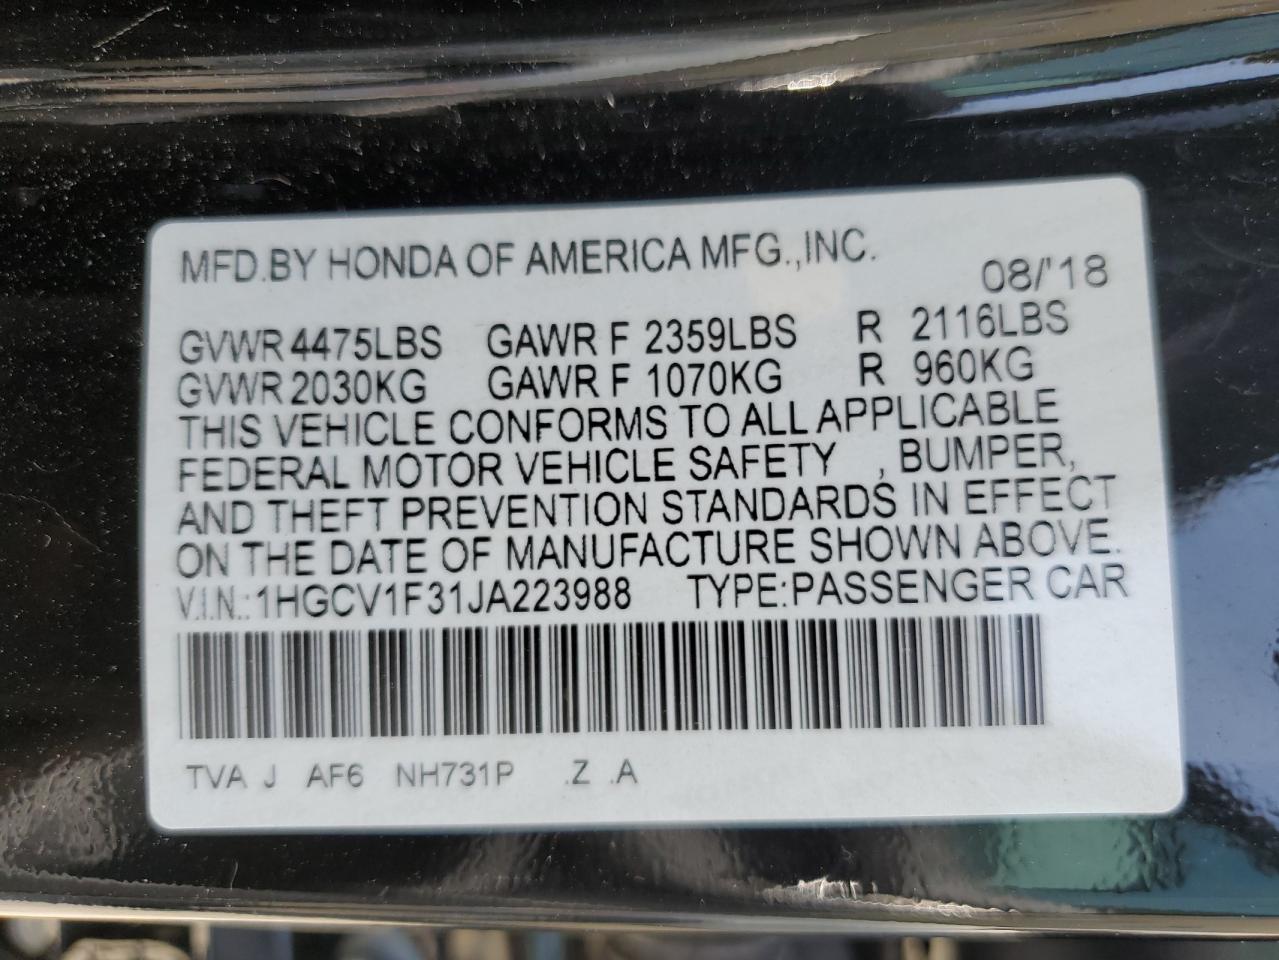 MFD.BY HONDA OF AMERICA MFG.,INC.
08/'18
GVWR 4475LBS GAWR F 2359LBS R 2116LBS
GVWR 2030KG GAWR F 1070KG R 960KG
THIS VEHICLE CONFORMS TO ALL APPLICABLE
FEDERAL MOTOR VEHICLE SAFETY , BUMPER,
AND THEFT PREVENTION STANDARDS IN EFFECT
ON THE DATE OF MANUFACTURE SHOWN ABOVE.
V.I.N.:1HGCV1F31JA223988 TYPE:PASSENGER CAR
TVA J AF6 NH731P .Z .A